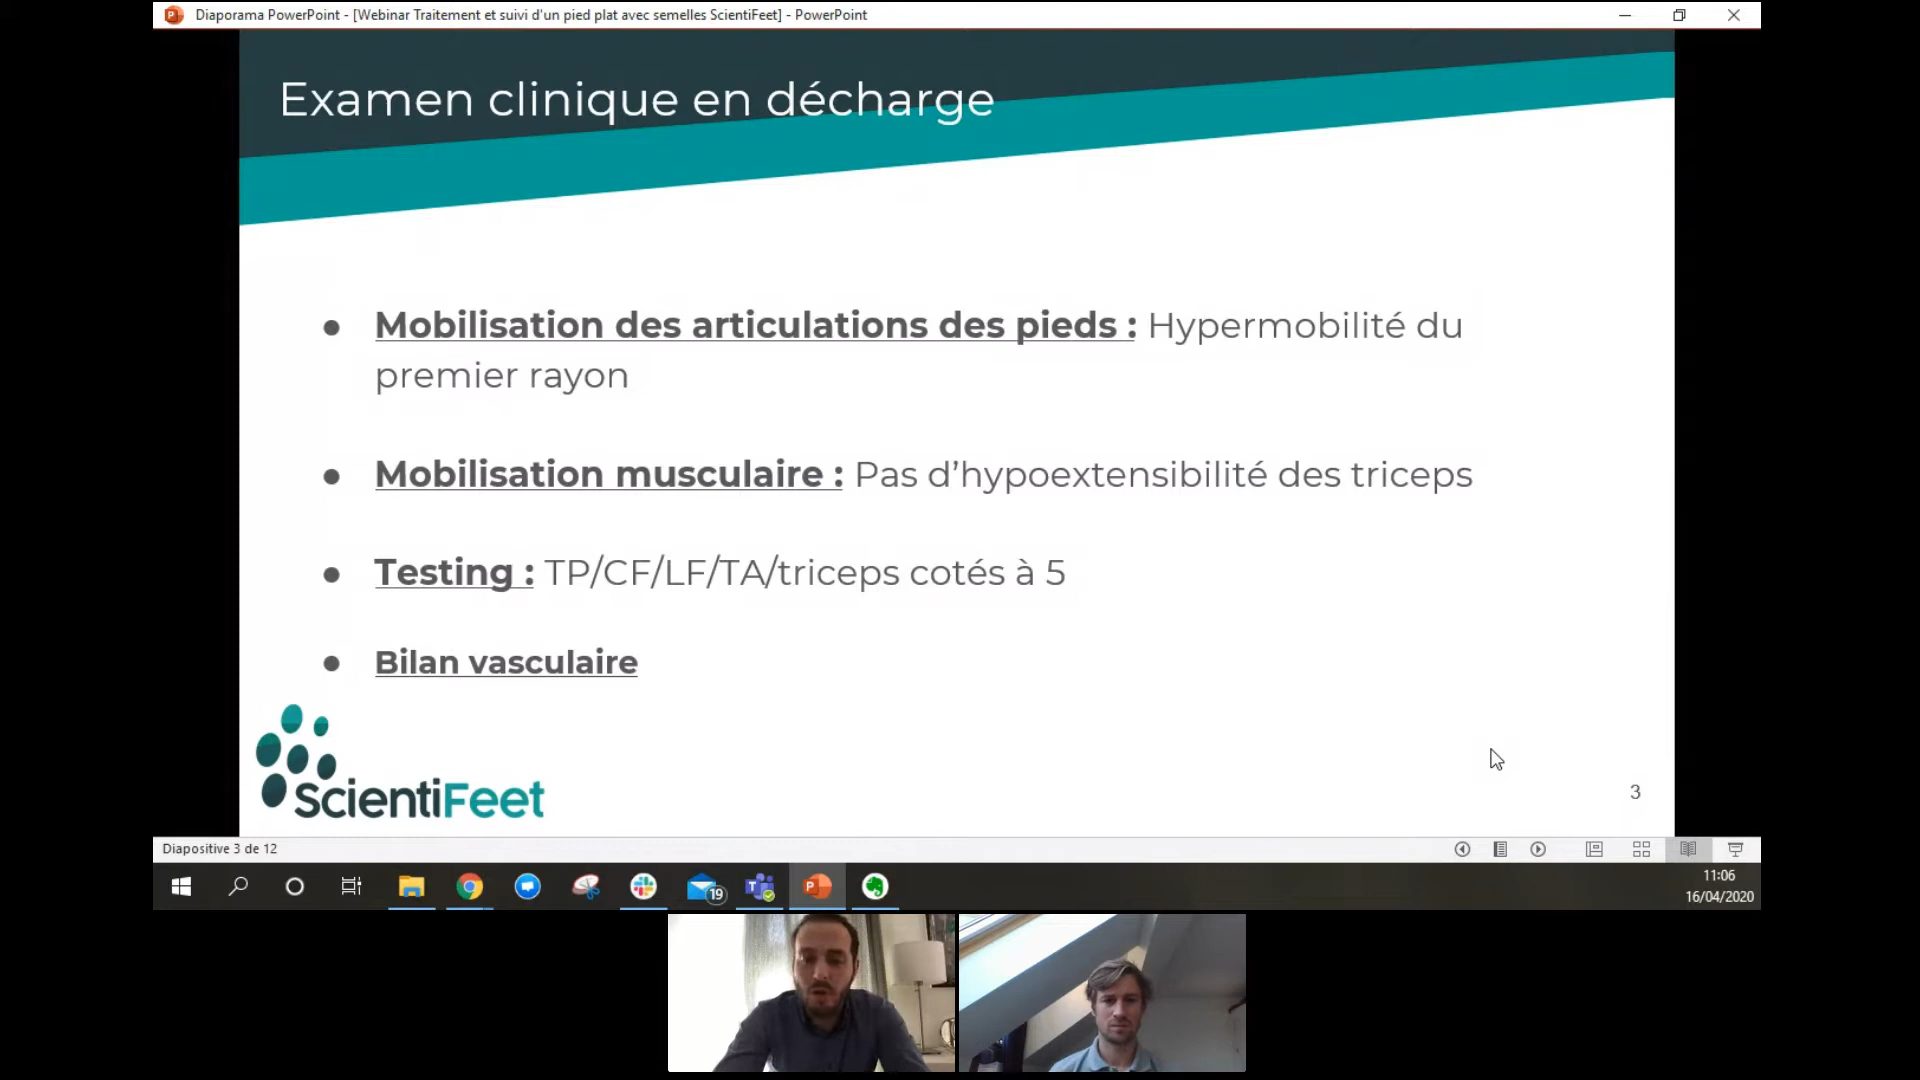 Diaporama PowerPoint - [Webinar Traitement et suivi d'un pied plat avec semelles ScientiFeet] - PowerPoint
Examen clinique en décharge
● Mobilisation des articulations des pieds : Hypermobilité du
premier rayon
● Mobilisation musculaire : Pas d’hypoextensibilité des triceps
● Testing : TP/CF/LF/TA/triceps cotés à 5
● Bilan vasculaire
ScientiFeet
3
Diapositive 3 de 12
19
11:06
16/04/2020